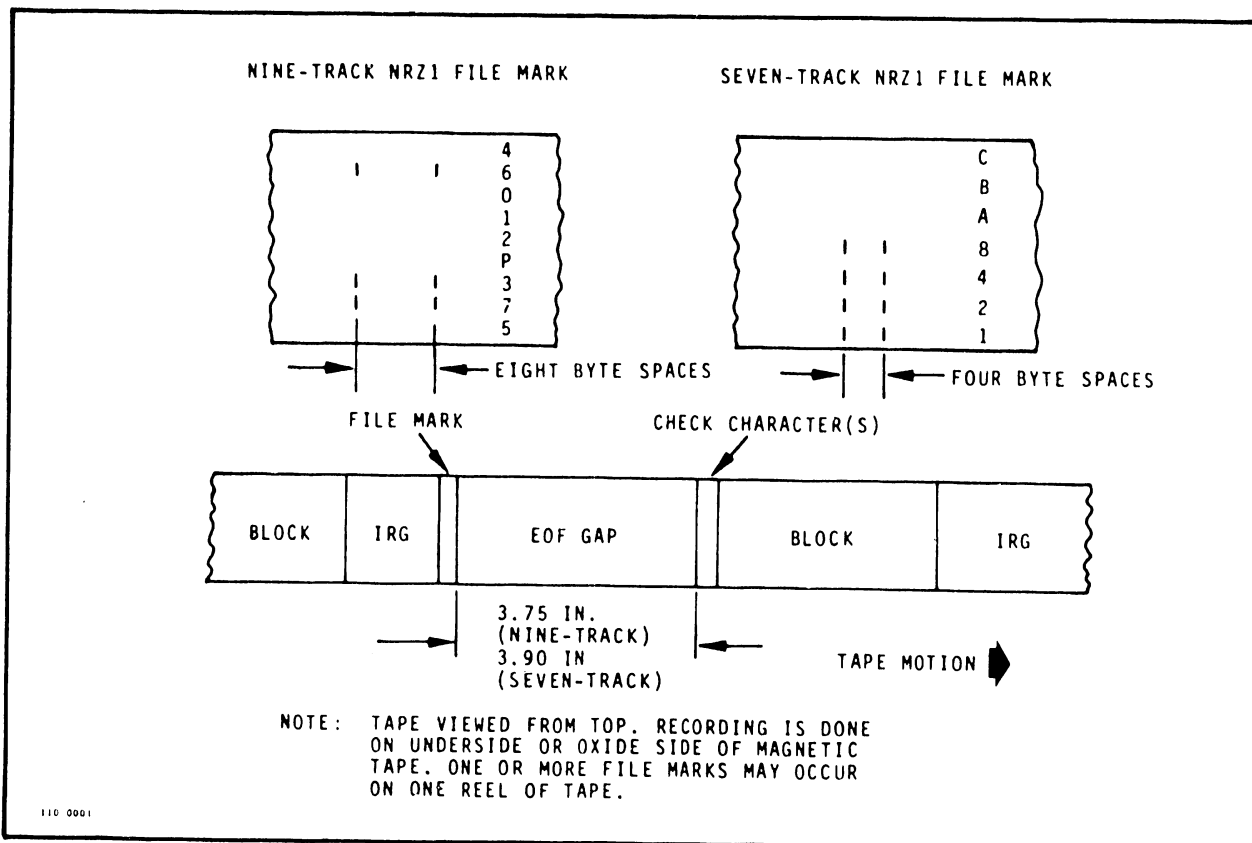 NINE-TRACK NRZ1 FILE MARK
SEVEN-TRACK NRZ1 FILE MARK
4
6
0
1
2
P
3
7
5
C
B
A
8
4
2
1
EIGHT BYTE SPACES
FOUR BYTE SPACES
FILE MARK
CHECK CHARACTER(S)
BLOCK
IRG
EOF GAP
BLOCK
IRG
3.75 IN.
(NINE-TRACK)
3.90 IN
(SEVEN-TRACK)
TAPE MOTION
NOTE: TAPE VIEWED FROM TOP. RECORDING IS DONE
ON UNDERSIDE OR OXIDE SIDE OF MAGNETIC
TAPE. ONE OR MORE FILE MARKS MAY OCCUR
ON ONE REEL OF TAPE.
110 0001